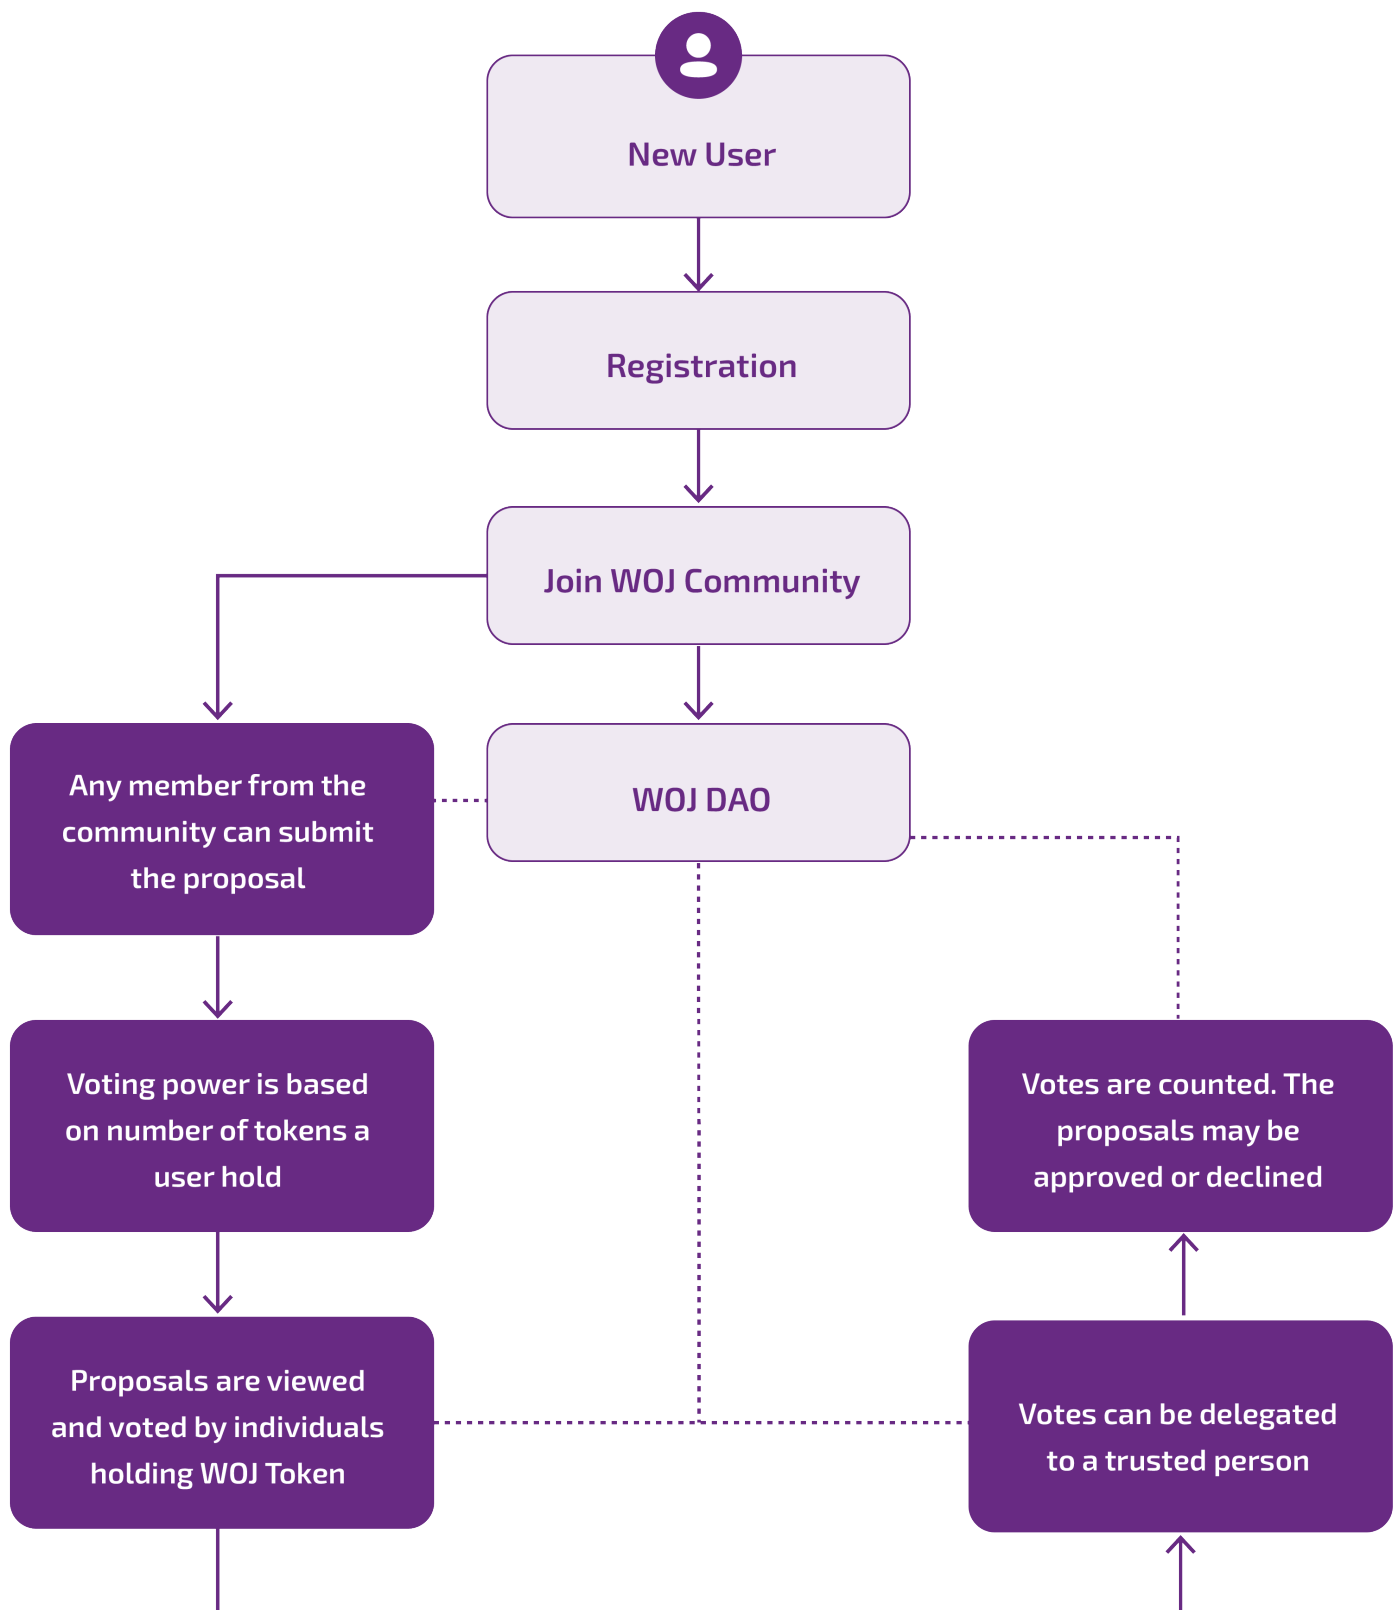 New User
Registration
Join WOJ Community
WOJ DAO
Any member from the
community can submit
the proposal
Voting power is based
on number of tokens a
user hold
Proposals are viewed
and voted by individuals
holding WOJ Token
Votes can be delegated
to a trusted person
Votes are counted. The
proposals may be
approved or declined